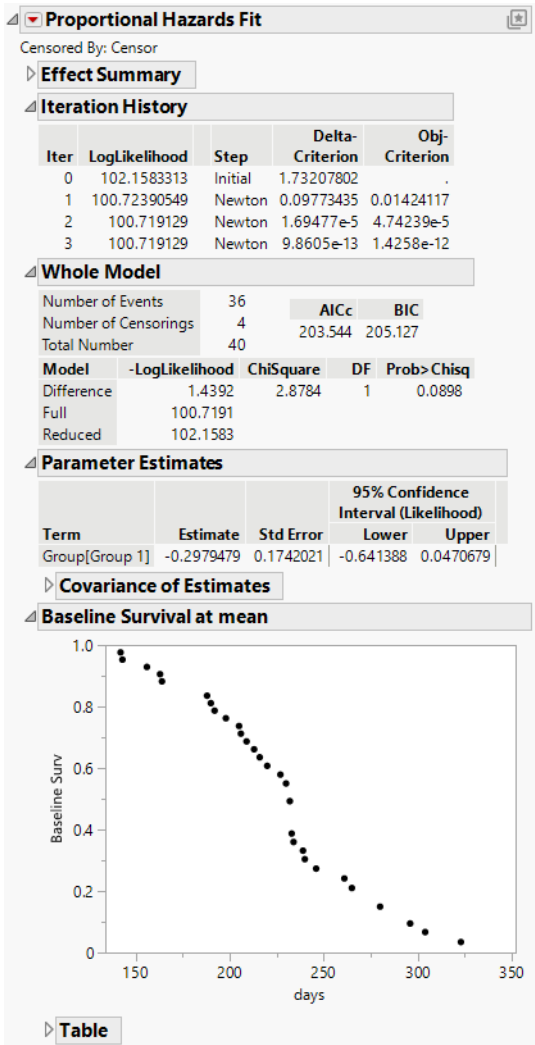 Proportional Hazards Fit
Censored By: Censor
Effect Summary
Iteration History
Iter LogLikelihood Step Delta-Criterion Obj-Criterion
0 102.1583313 Initial 1.73207802 .
1 100.72390549 Newton 0.09773435 0.01424117
2 100.719129 Newton 1.69477e-5 4.74239e-5
3 100.719129 Newton 9.8605e-13 1.4258e-12
Whole Model
Number of Events 36
Number of Censorings 4
Total Number 40
AICc BIC
203.544 205.127
Model -LogLikelihood ChiSquare DF Prob>Chisq
Difference 1.4392 2.8784 1 0.0898
Full 100.7191
Reduced 102.1583
Parameter Estimates
95% Confidence
Interval (Likelihood)
Term Estimate Std Error Lower Upper
Group[Group 1] -0.2979479 0.1742021 -0.641388 0.0470679
Covariance of Estimates
Baseline Survival at mean
1.0
0.8
0.6
0.4
0.2
0
Baseline Surv
150 200 250 300 350
days
Table